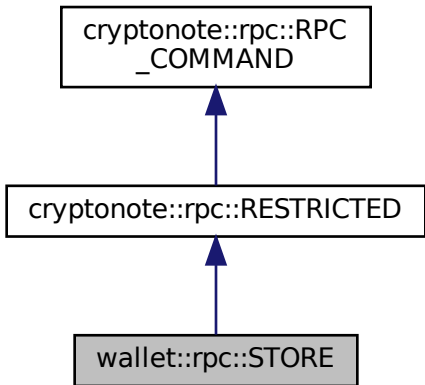 cryptonote::rpc::RPC
_COMMAND
cryptonote::rpc::RESTRICTED
wallet::rpc::STORE